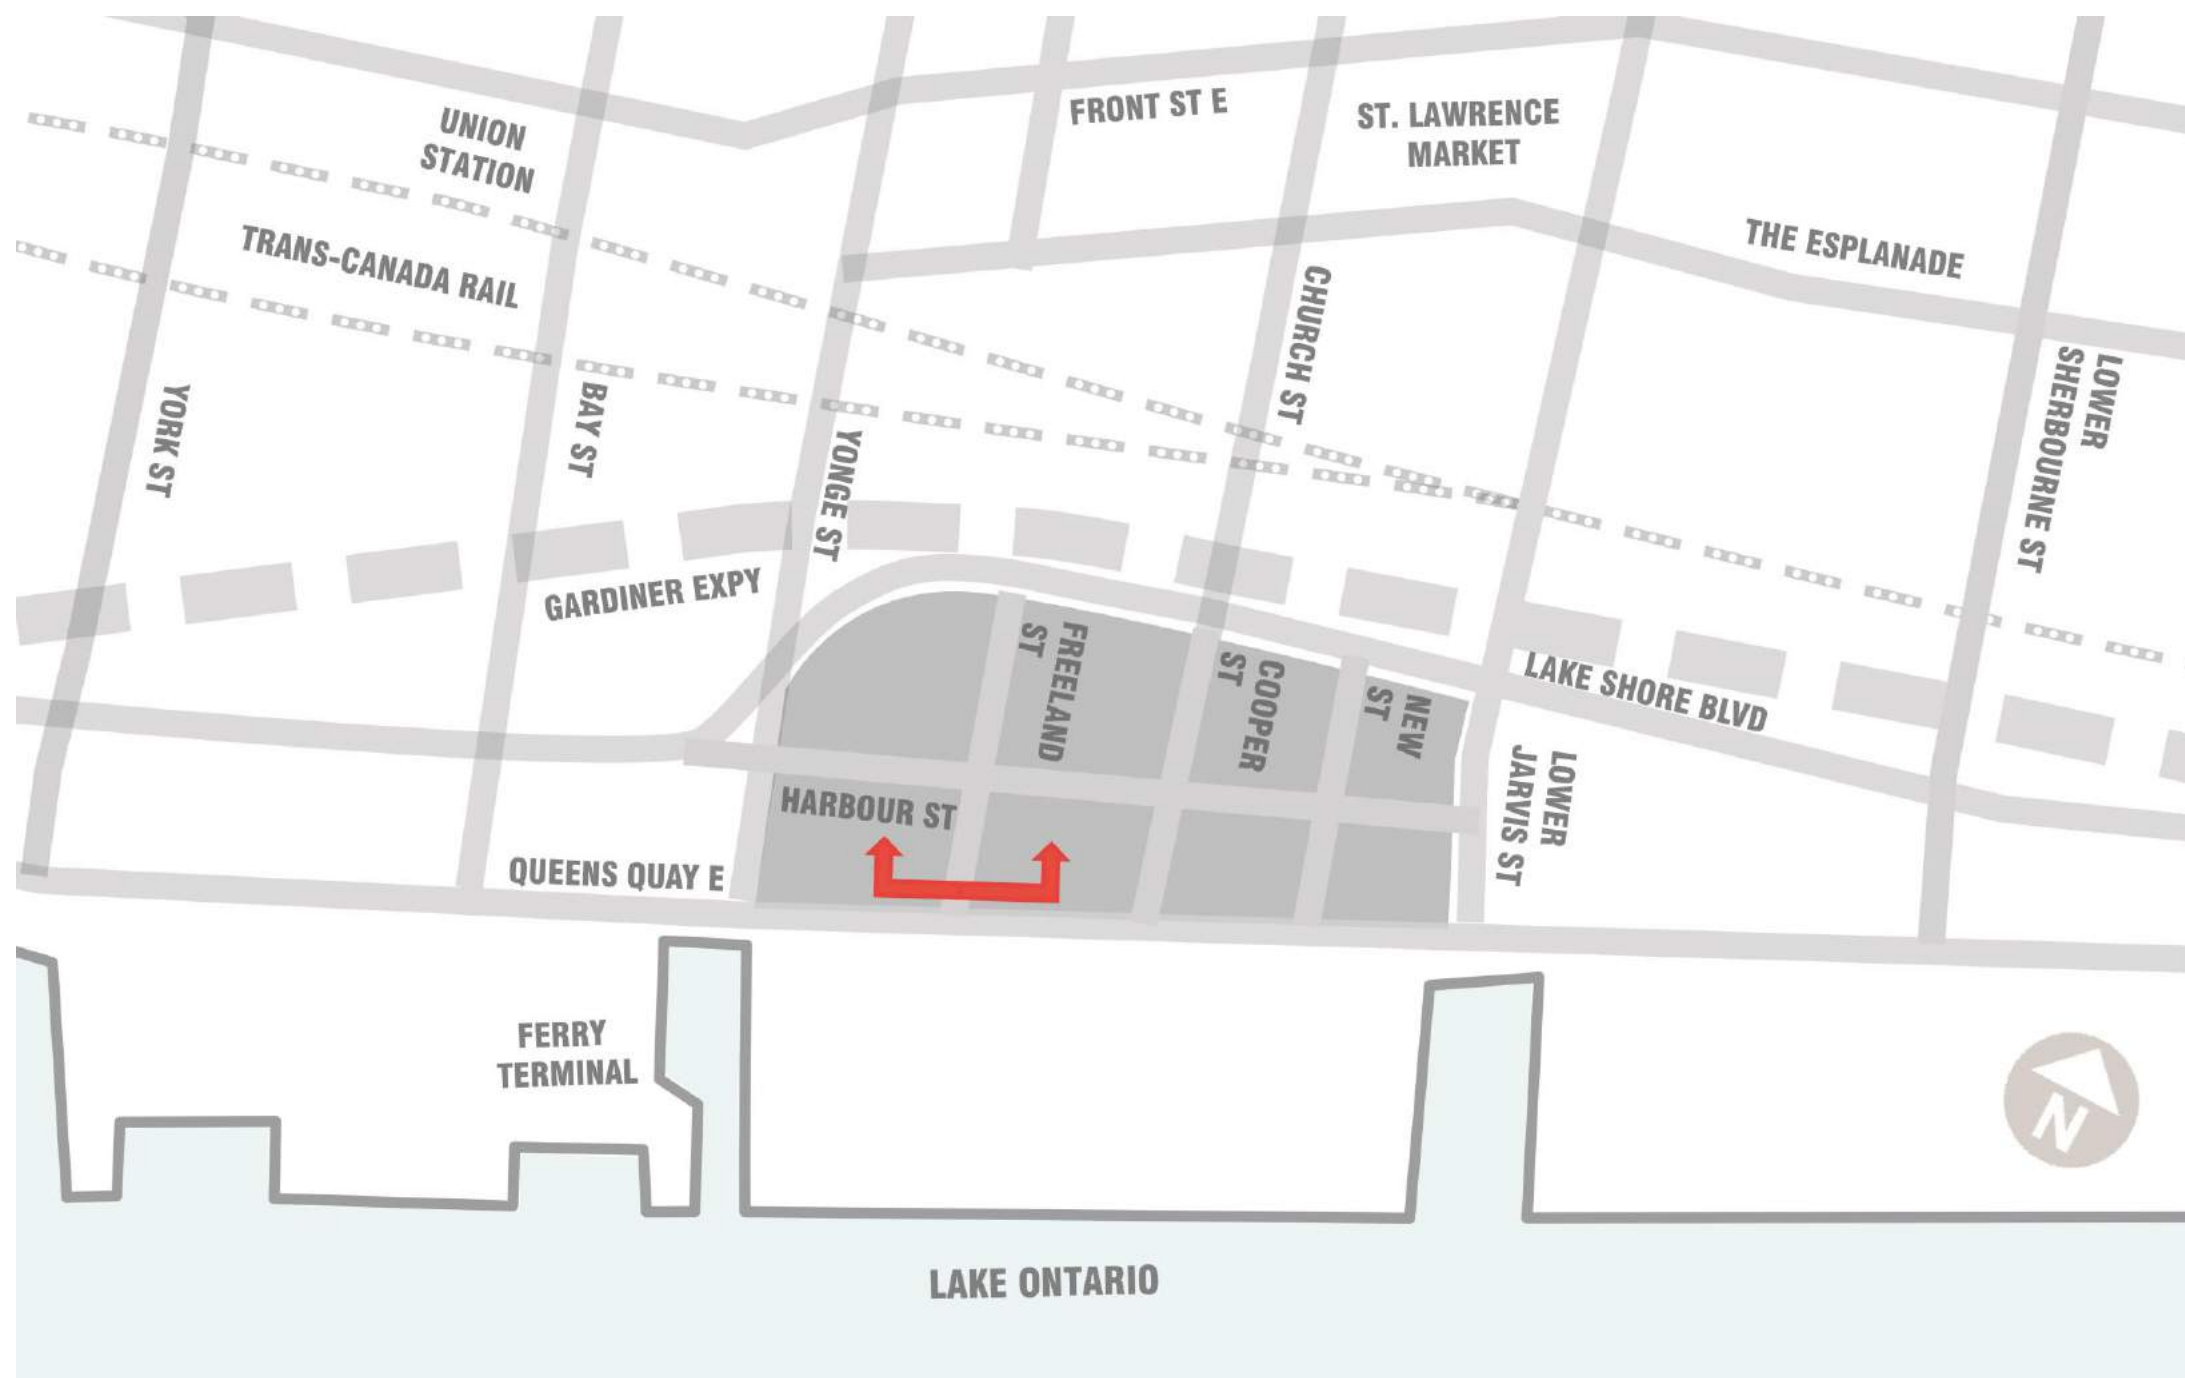 FRONT ST E
ST. LAWRENCE
MARKET
UNION
STATION
TRANS-CANADA RAIL
THE ESPLANADE
CHURCH ST
LOWER
SHERBOURNE ST
YORK ST
BAY ST
YONGE ST
GARDINER EXPY
FREELAND
ST
COOPER
ST
NEW
ST
LAKE SHORE BLVD
LOWER
JARVIS ST
HARBOUR ST
QUEENS QUAY E
FERRY
TERMINAL
N
LAKE ONTARIO